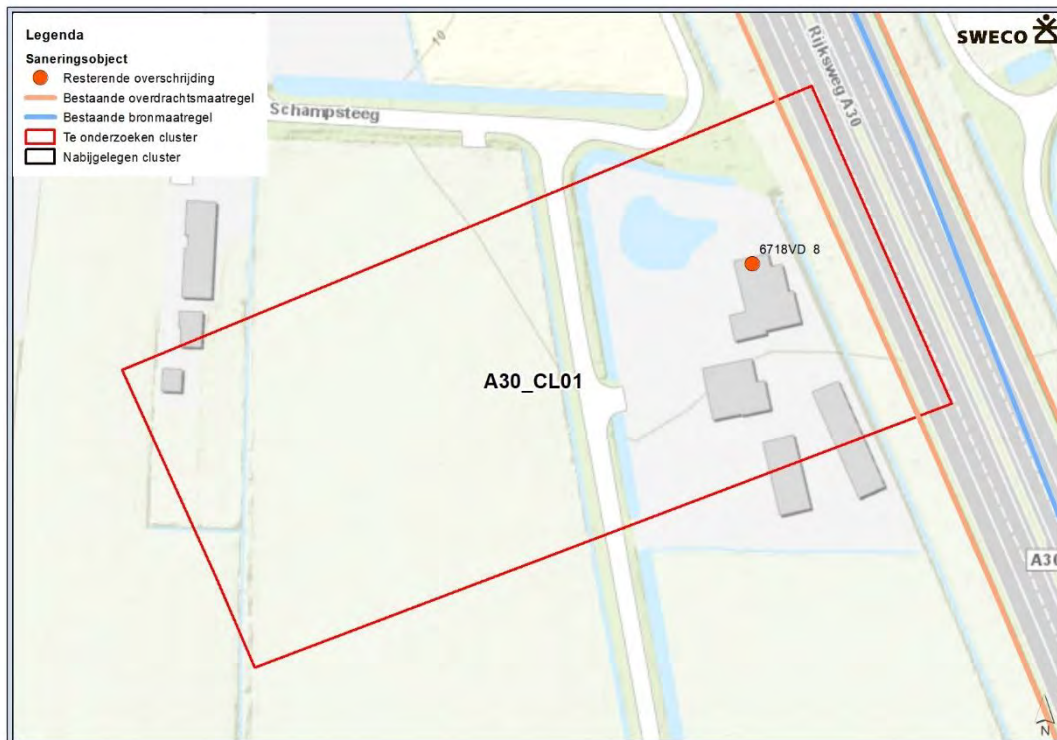 Legenda
Saneringsobject
Resterende overschrijding
Bestaande overdrachtsmaatregel
Bestaande bronmaatregel
Te onderzoeken cluster
Nabijgelegen cluster
10
SWECO
Rijksweg A30
Schampsteeg
6718VD 8
A30_CL01
A30
N